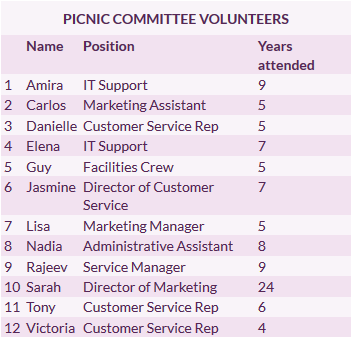 PICNIC COMMITTEE VOLUNTEERS
Name Position Years
attended
1 Amira IT Support 9
2 Carlos Marketing Assistant 5
3 Danielle Customer Service Rep 5
4 Elena IT Support 7
5 Guy Facilities Crew 5
6 Jasmine Director of Customer 7
Service
7 Lisa Marketing Manager 5
8 Nadia Administrative Assistant 8
9 Rajeev Service Manager 9
10 Sarah Director of Marketing 24
11 Tony Customer Service Rep 6
12 Victoria Customer Service Rep 4